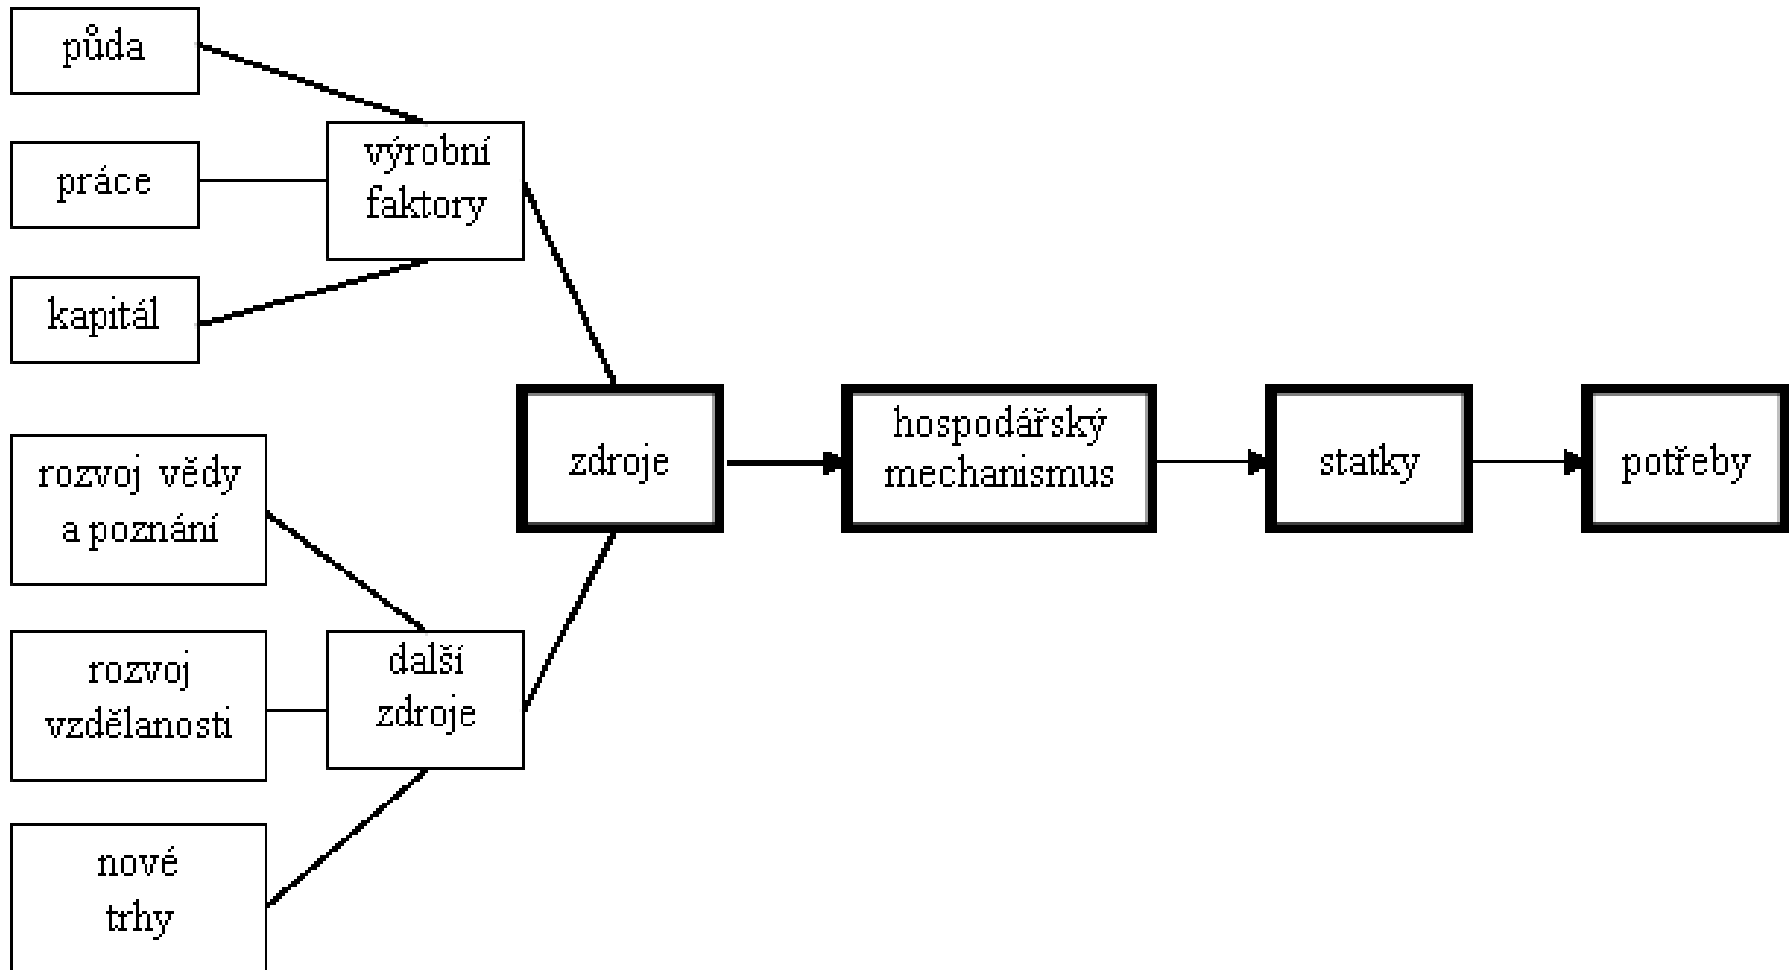 půda
práce
kapitál
výrobní
faktory
rozvoj vědy
a poznání
rozvoj
vzdělanosti
nové
trhy
další
zdroje
zdroje
hospodářský
mechanismus
statky
potřeby